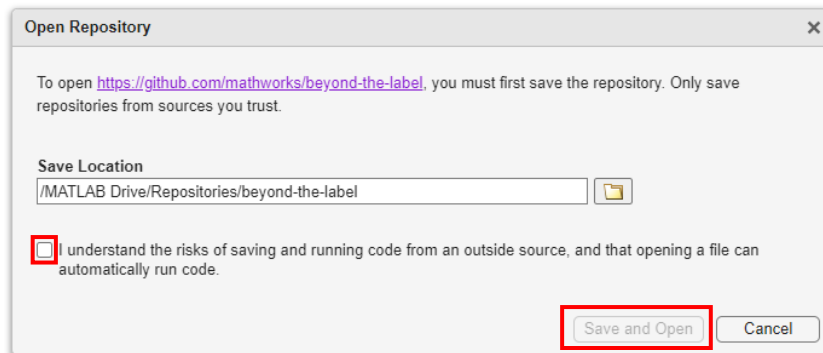 Open Repository
To open https://github.com/mathworks/beyond-the-label, you must first save the repository. Only save
repositories from sources you trust.
Save Location
/MATLAB Drive/Repositories/beyond-the-label
I understand the risks of saving and running code from an outside source, and that opening a file can
automatically run code.
Save and Open
Cancel